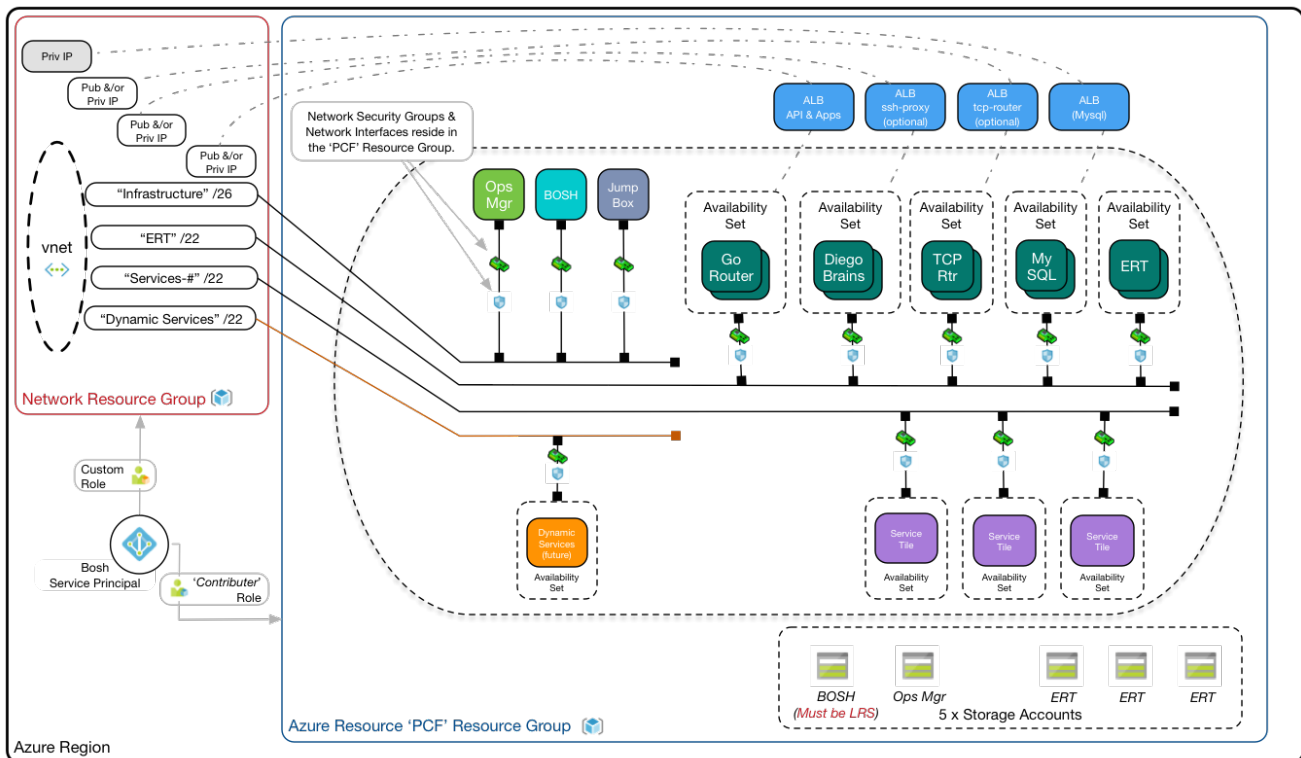 Priv IP
Pub &/or
Priv IP
Pub &/or
Priv IP
Pub &/or
Priv IP
vnet
“Infrastructure” /26
“ERT” /22
“Services-#” /22
“Dynamic Services” /22
Network Resource Group
Custom
Role
Bosh
Service Principal
‘Contributer’
Role
Azure Region
Network Security Groups &
Network Interfaces reside in
the ‘PCF’ Resource Group.
ALB
API & Apps
ALB
ssh-proxy
(optional)
ALB
tcp-router
(optional)
ALB
(Mysql)
Ops
Mgr
BOSH
Jump
Box
Availability
Set
Go
Router
Availability
Set
Diego
Brains
Availability
Set
TCP
Rtr
Availability
Set
My
SQL
Availability
Set
ERT
Dynamic
Services
(future)
Availability
Set
Service
Tile
Availability
Set
Service
Tile
Availability
Set
Service
Tile
Availability
Set
BOSH
(Must be LRS)
Ops Mgr
ERT
ERT
ERT
5 x Storage Accounts
Azure Resource ‘PCF’ Resource Group